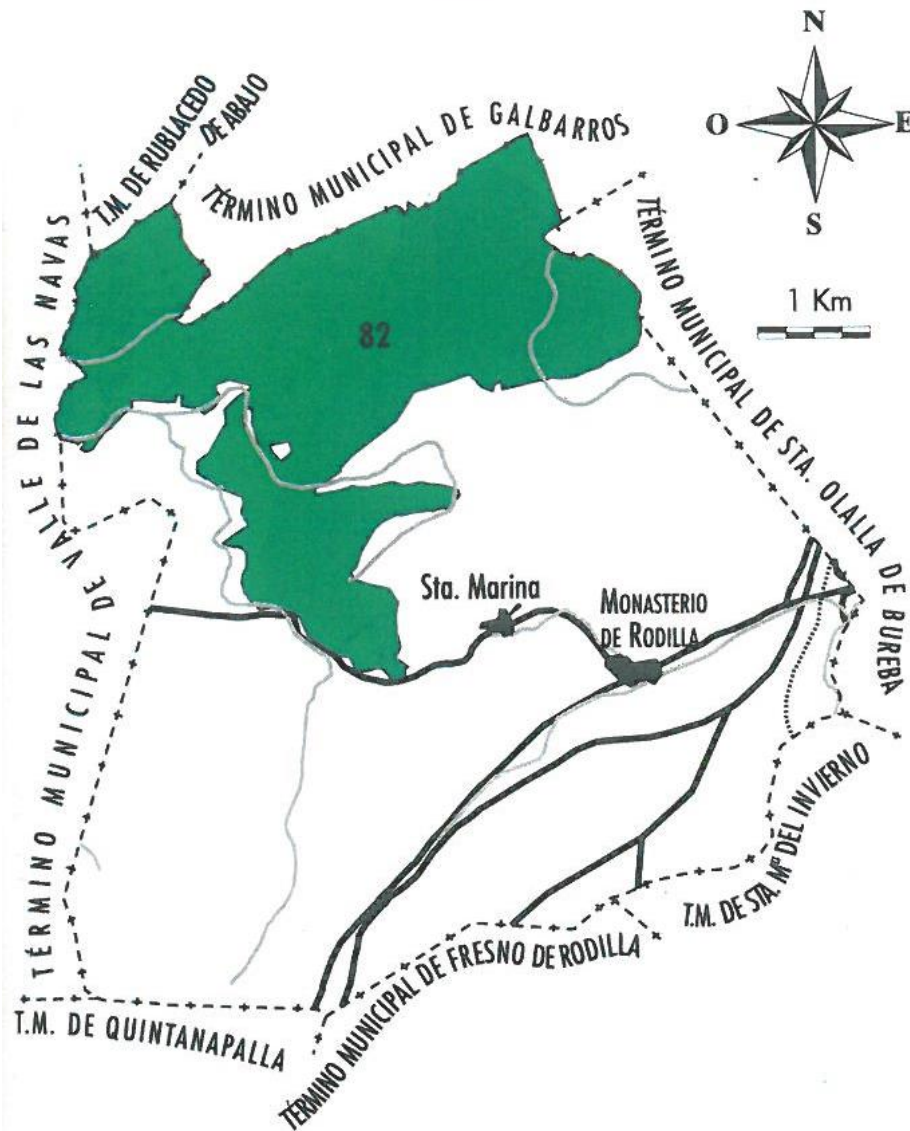 N
O
E
S
1 Km
T.M. DE RUBLACEDO
DE ABAJO
TÉRMINO MUNICIPAL DE GALBARROS
TÉRMINO MUNICIPAL DE STA. OLALLA DE BUREBA
82
TÉRMINO MUNICIPAL DE VALLE DE LAS NAVAS
Sta. Marina
MONASTERIO
DE RODILLA
T.M. DE STA. Mª DEL INVIERNO
TÉRMINO MUNICIPAL DE FRESNO DE RODILLA
T.M. DE QUINTANAPALLA